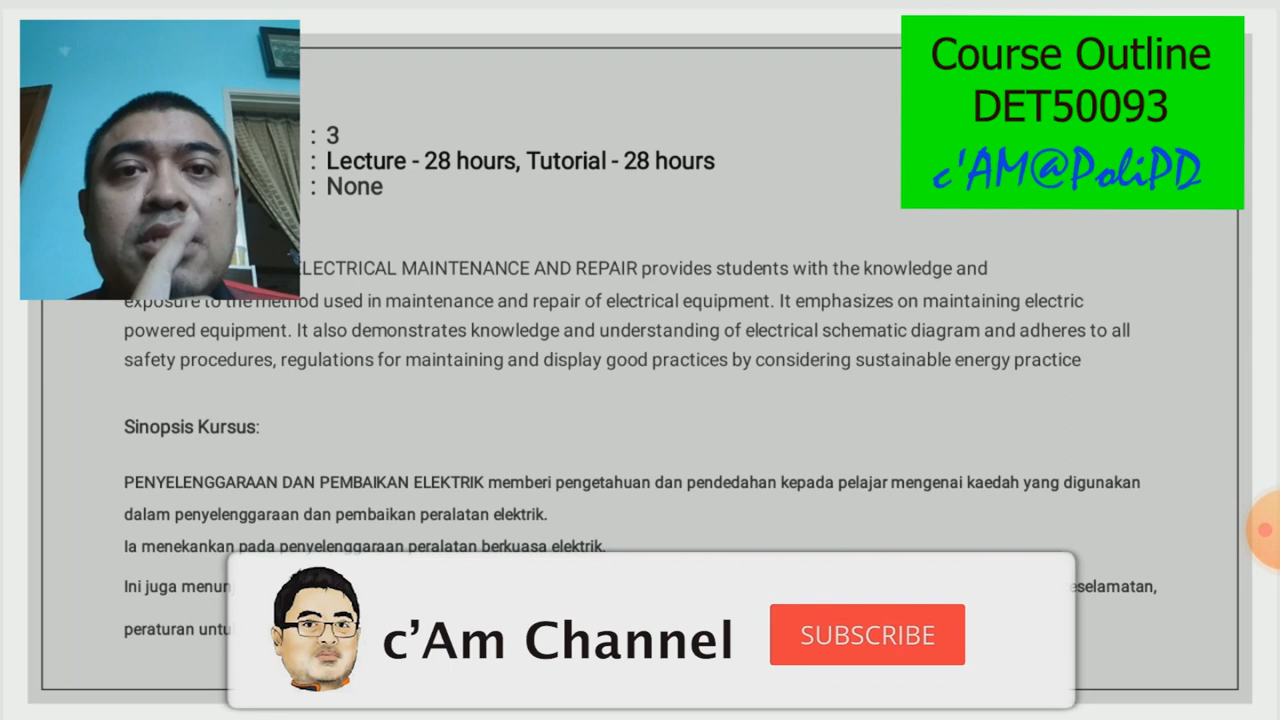 Course Outline
DET50093
c'AM@PoliPD
: 3
: Lecture - 28 hours, Tutorial - 28 hours
: None
ELECTRICAL MAINTENANCE AND REPAIR provides students with the knowledge and
exposure to the method used in maintenance and repair of electrical equipment. It emphasizes on maintaining electric
powered equipment. It also demonstrates knowledge and understanding of electrical schematic diagram and adheres to all
safety procedures, regulations for maintaining and display good practices by considering sustainable energy practice
Sinopsis Kursus:
PENYELENGGARAAN DAN PEMBAIKAN ELEKTRIK memberi pengetahuan dan pendedahan kepada pelajar mengenai kaedah yang digunakan
dalam penyelenggaraan dan pembaikan peralatan elektrik.
Ia menekankan pada penyelenggaraan peralatan berkuasa elektrik.
Ini juga
peraturan
c'Am Channel
SUBSCRIBE